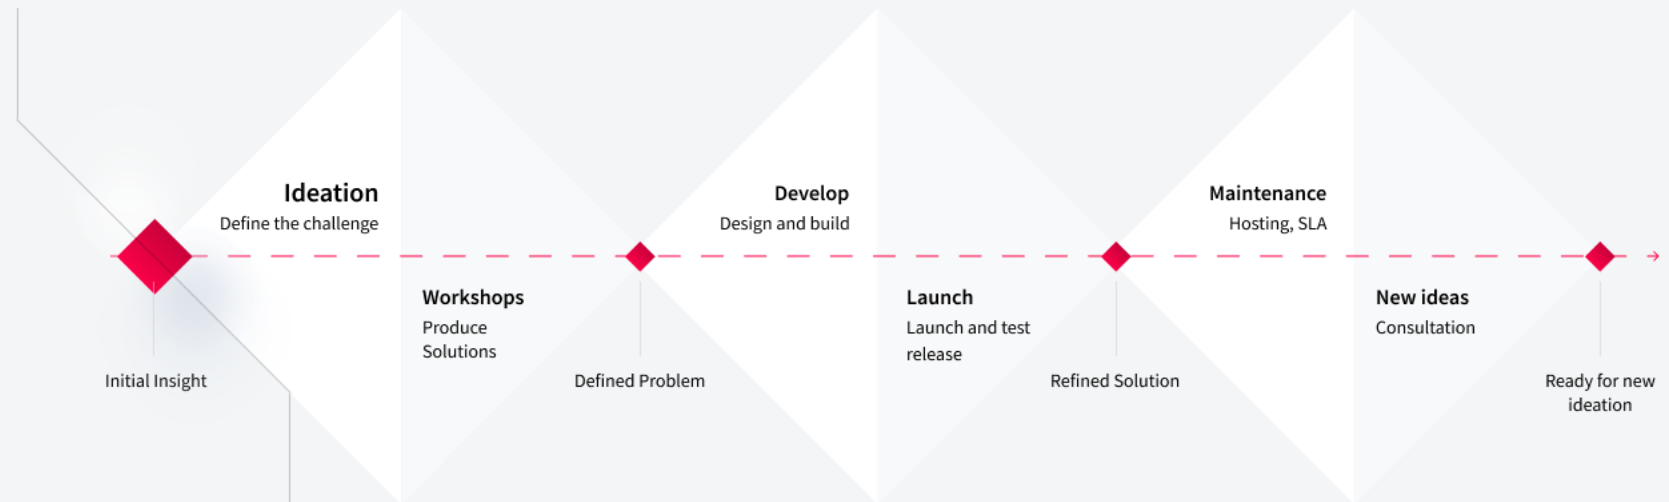 Ideation
Define the challenge
Workshops
Produce
Solutions
Initial Insight
Defined Problem
Develop
Design and build
Launch
Launch and test
release
Refined Solution
Maintenance
Hosting, SLA
New ideas
Consultation
Ready for new
ideation